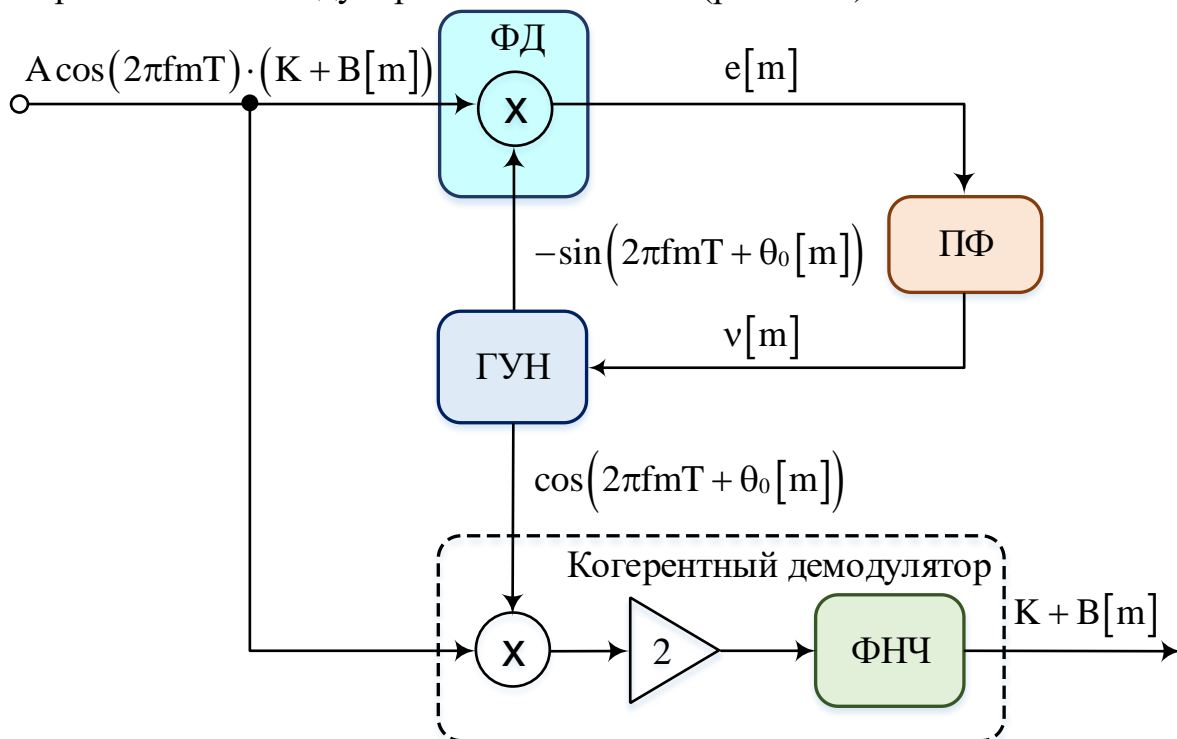 ФД
A cos(2πfmT)·(K + B[m])
e[m]
x
ПФ
−sin(2πfmT + θ₀[m])
ν[m]
ГУН
cos(2πfmT + θ₀[m])
Когерентный демодулятор
K + B[m]
x
2
ФНЧ